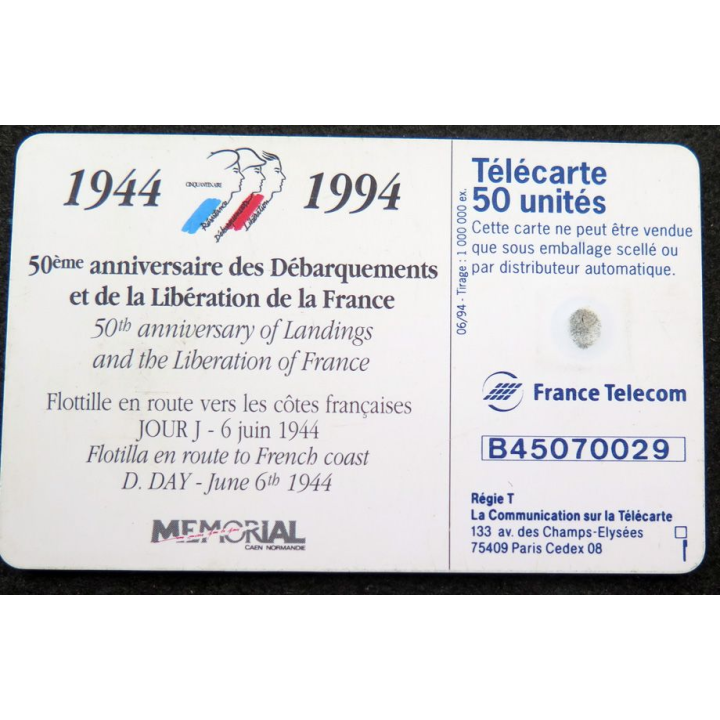 1944 1994
CINQUANTENAIRE
Résistance
Débarquements
Libération
50ème anniversaire des Débarquements
et de la Libération de la France
50th anniversary of Landings
and the Liberation of France
Flottille en route vers les côtes françaises
JOUR J - 6 juin 1944
Flotilla en route to French coast
D. DAY - June 6th 1944
MEMORIAL
CAEN NORMANDIE
06/94 - Tirage : 1 000 000 ex.
Télécarte
50 unités
Cette carte ne peut être vendue
que sous emballage scellé ou
par distributeur automatique.
France Telecom
B45070029
Régie T
La Communication sur la Télécarte
133 av. des Champs-Elysées
75409 Paris Cedex 08